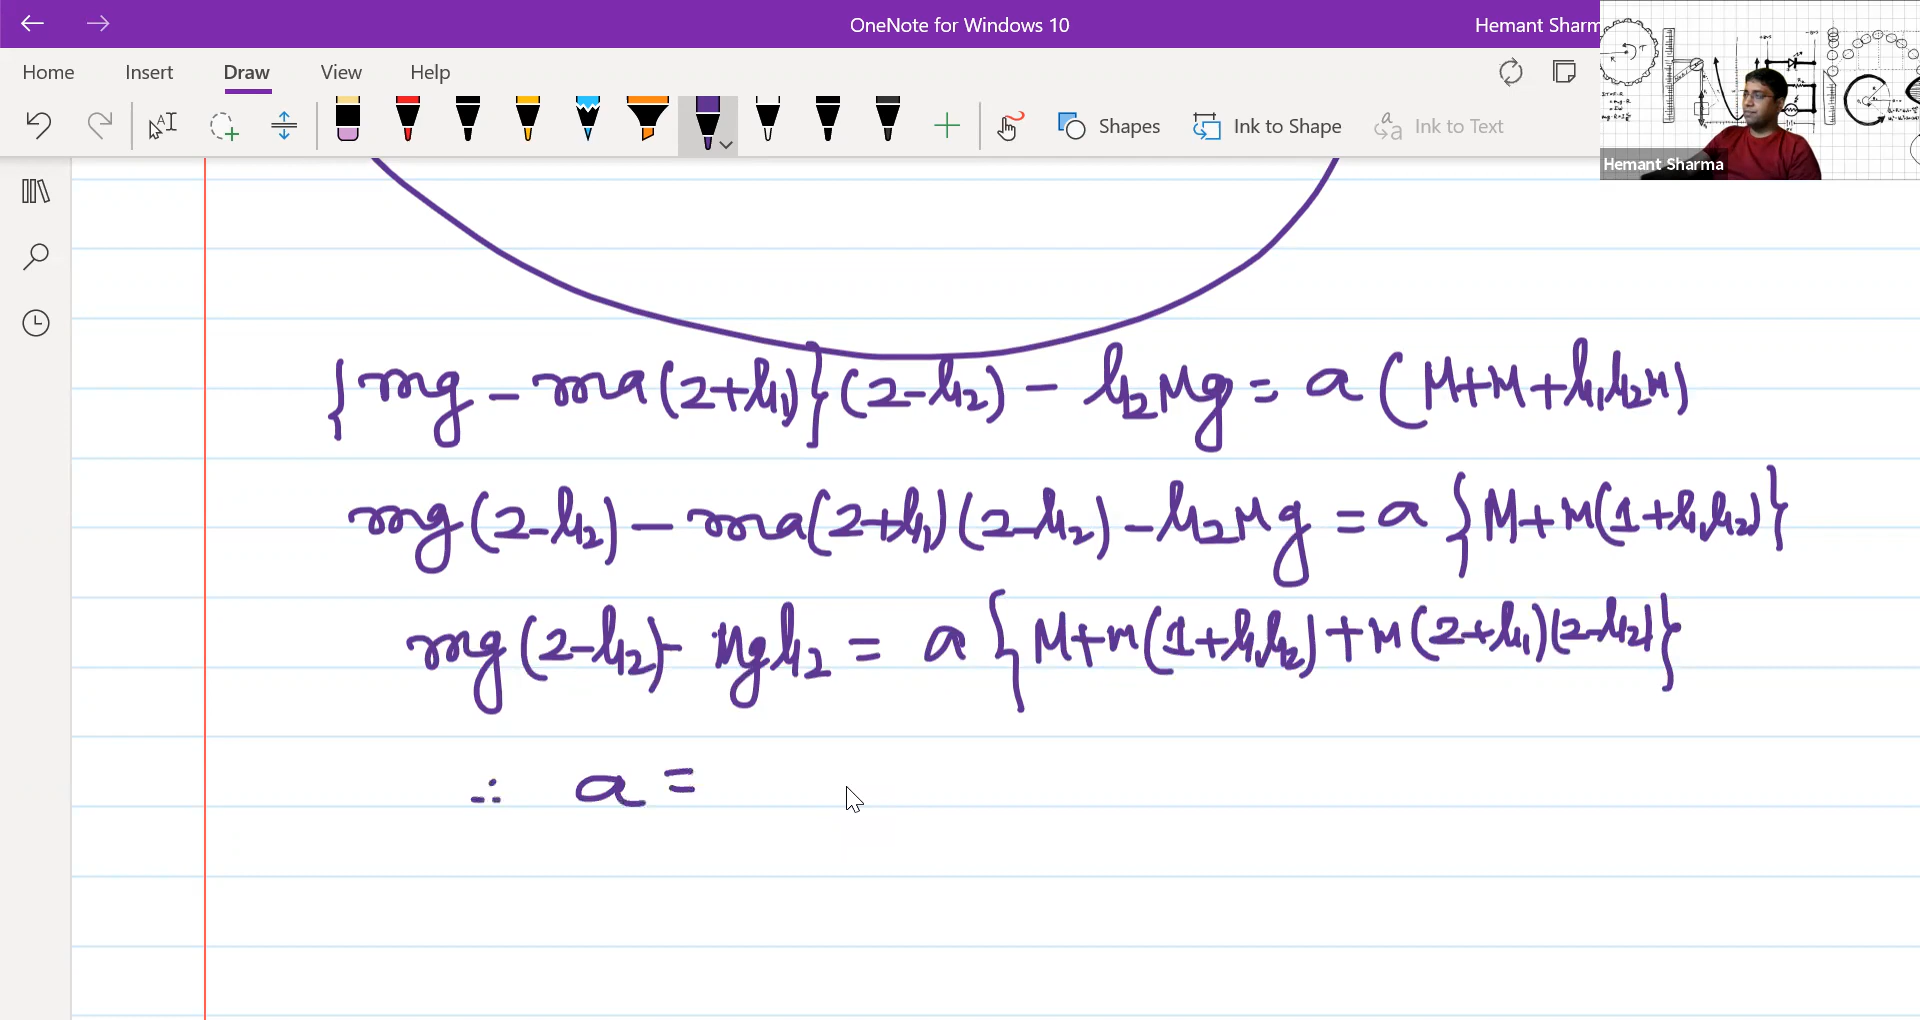 OneNote for Windows 10
Hemant Sharm
Home Insert Draw View Help
Shapes Ink to Shape Ink to Text
Hemant Sharma
{mg - ma(2+μ₁)}(2-μ₂) - μ₂Mg = a(M+m+μ₁μ₂m)
mg(2-μ₂) - ma(2+μ₁)(2-μ₂) - μ₂Mg = a{M+m(1+μ₁μ₂)}
mg(2-μ₂) - Mgμ₂ = a{M+m(1+μ₁μ₂)+m(2+μ₁)(2-μ₂)}
∴ a =